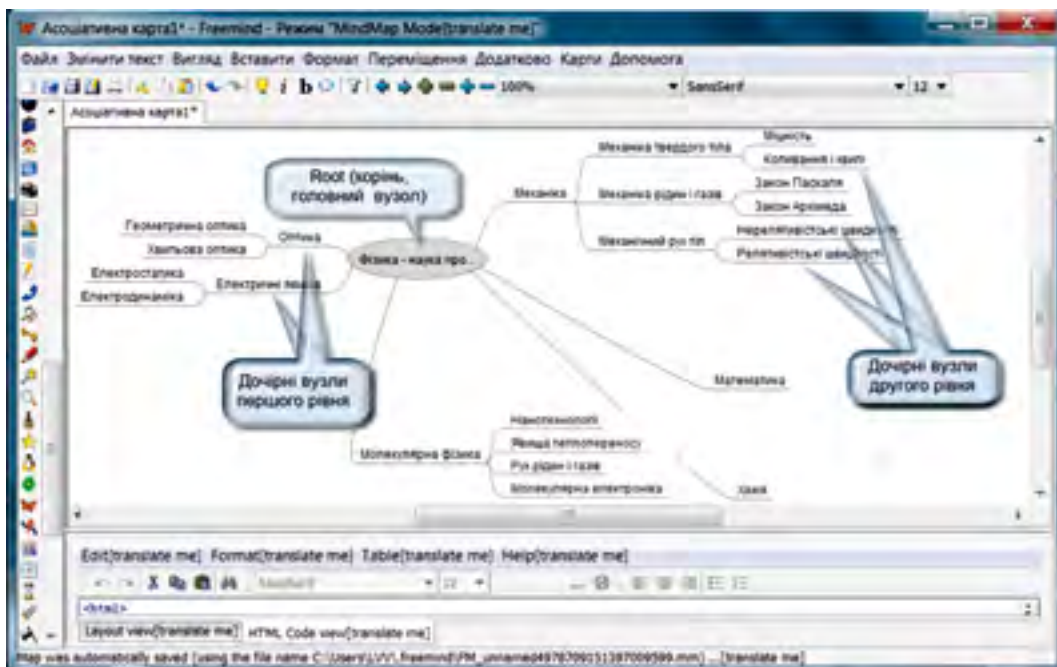 Асоціативна карта1* - Freemind - Режим "MindMap Mode[translate me]"
Файл Змінити текст Вигляд Вставити Формат Переміщення Додатково Карти Допомога
100% SansSerif 12
Асоціативна карта1*
Root (корінь,
головний вузол)
Геометрична оптика
Хвильова оптика
Оптика
Електростатика
Електродинаміка
Електричні
Фізика - наука про...
Дочірні вузли
першого рівня
Механіка
Механіка твердого тіла
Міцність
Коливання і хвилі
Механіка рідин і газів
Закон Паскаля
Закон Архімеда
Механічний рух тіл
Нерелятивістські швидкості
Релятивістські швидкості
Дочірні вузли
другого рівня
Математика
Хімія
Молекулярна фізика
Нанотехнології
Явища теплопереносу
Рух рідин і газів
Молекулярна електроніка
Edit[translate me] Format[translate me] Table[translate me] Help[translate me]
SansSerif 12
<html>
Layout view[translate me] HTML Code view[translate me]
Map was automatically saved (using the file name C:\Users\LVV\.freemind\FM_unnamed4978709151397009599.mm) ...[translate me]